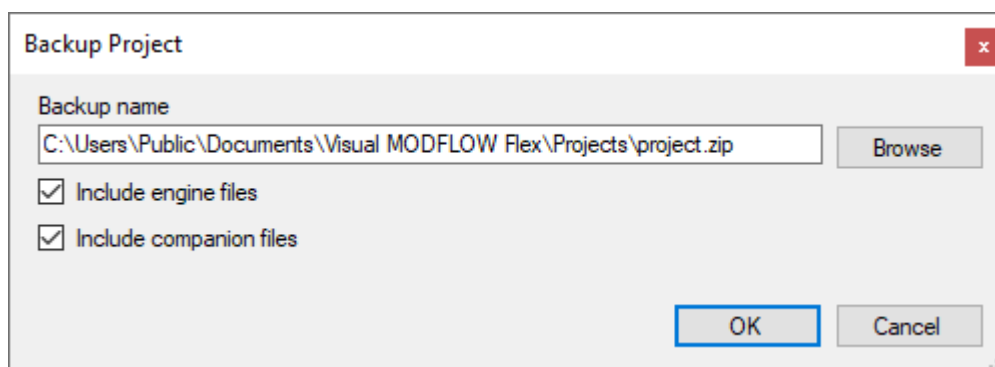 Backup Project
x
Backup name
C:\Users\Public\Documents\Visual MODFLOW Flex\Projects\project.zip
Browse
Include engine files
Include companion files
OK
Cancel